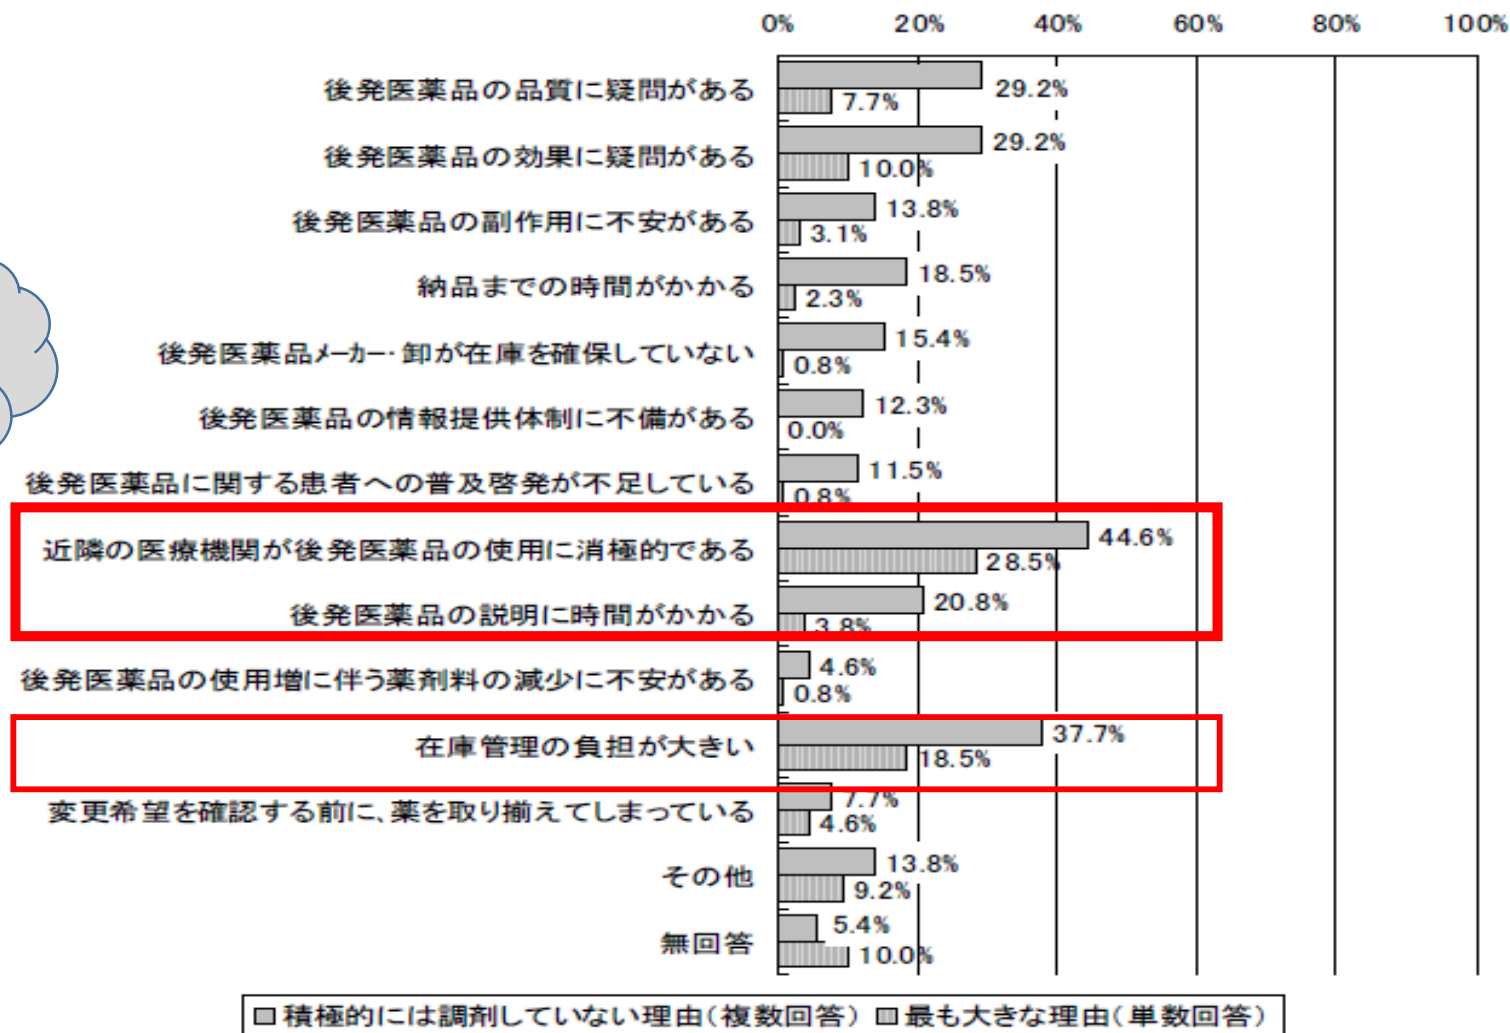 0% 20% 40% 60% 80% 100%
後発医薬品の品質に疑問がある 29.2%
7.7%
後発医薬品の効果に疑問がある 29.2%
10.0%
後発医薬品の副作用に不安がある 13.8%
3.1%
納品までの時間がかかる 18.5%
2.3%
後発医薬品メーカー・卸が在庫を確保していない 15.4%
0.8%
後発医薬品の情報提供体制に不備がある 12.3%
0.0%
後発医薬品に関する患者への普及啓発が不足している 11.5%
0.8%
近隣の医療機関が後発医薬品の使用に消極的である 44.6%
28.5%
後発医薬品の説明に時間がかかる 20.8%
3.8%
後発医薬品の使用増に伴う薬剤料の減少に不安がある 4.6%
0.8%
在庫管理の負担が大きい 37.7%
18.5%
変更希望を確認する前に、薬を取り揃えてしまっている 7.7%
4.6%
その他 13.8%
9.2%
無回答 5.4%
10.0%
積極的には調剤していない理由(複数回答) 最も大きな理由(単数回答)